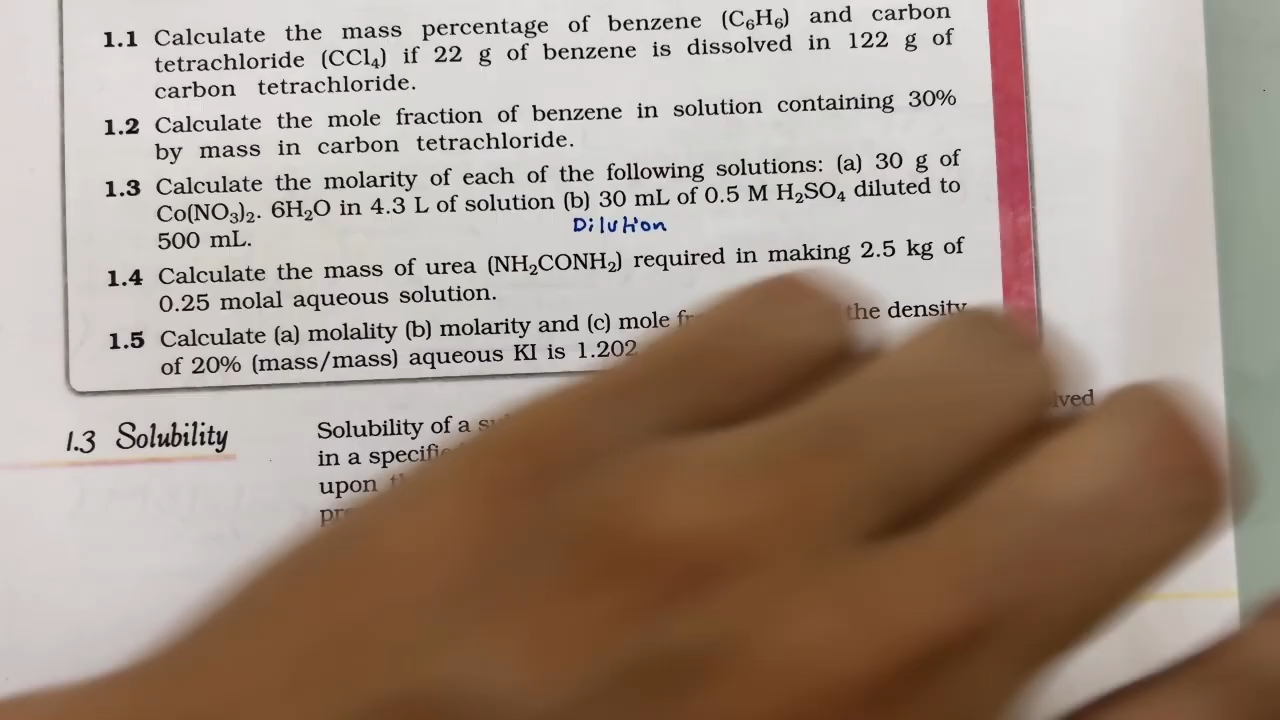 1.1 Calculate the mass percentage of benzene (C₆H₆) and carbon
tetrachloride (CCl₄) if 22 g of benzene is dissolved in 122 g of
carbon tetrachloride.
1.2 Calculate the mole fraction of benzene in solution containing 30%
by mass in carbon tetrachloride.
1.3 Calculate the molarity of each of the following solutions: (a) 30 g of
Co(NO₃)₂. 6H₂O in 4.3 L of solution (b) 30 mL of 0.5 M H₂SO₄ diluted to
500 mL.
Dilution
1.4 Calculate the mass of urea (NH₂CONH₂) required in making 2.5 kg of
0.25 molal aqueous solution.
1.5 Calculate (a) molality (b) molarity and (c) mole the density
of 20% (mass/mass) aqueous KI is 1.202
1.3 Solubility
Solubility of a
in a
upon